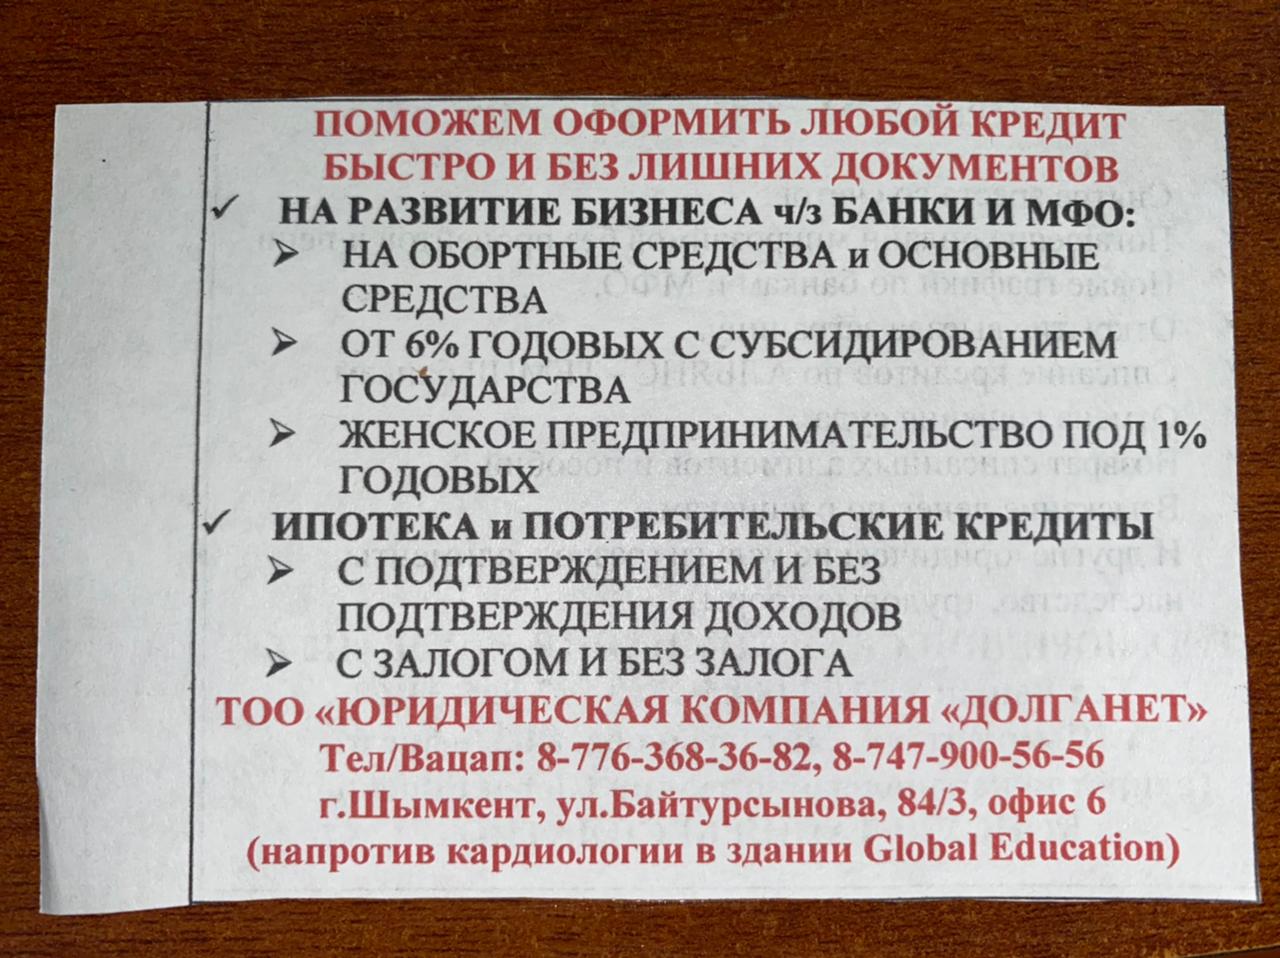 ПОМОЖЕМ ОФОРМИТЬ ЛЮБОЙ КРЕДИТ
БЫСТРО И БЕЗ ЛИШНИХ ДОКУМЕНТОВ
✓ НА РАЗВИТИЕ БИЗНЕСА ч/з БАНКИ И МФО:
➢ НА ОБОРТНЫЕ СРЕДСТВА и ОСНОВНЫЕ
СРЕДСТВА
➢ ОТ 6% ГОДОВЫХ С СУБСИДИРОВАНИЕМ
ГОСУДАРСТВА
➢ ЖЕНСКОЕ ПРЕДПРИНИМАТЕЛЬСТВО ПОД 1%
ГОДОВЫХ
✓ ИПОТЕКА и ПОТРЕБИТЕЛЬСКИЕ КРЕДИТЫ
➢ С ПОДТВЕРЖДЕНИЕМ И БЕЗ
ПОДТВЕРЖДЕНИЯ ДОХОДОВ
➢ С ЗАЛОГОМ И БЕЗ ЗАЛОГА
ТОО «ЮРИДИЧЕСКАЯ КОМПАНИЯ «ДОЛГАНЕТ»
Тел/Вацап: 8-776-368-36-82, 8-747-900-56-56
г.Шымкент, ул.Байтурсынова, 84/3, офис 6
(напротив кардиологии в здании Global Education)